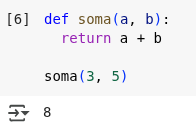 [6] def soma(a, b):
      return a + b

    soma(3, 5)
8